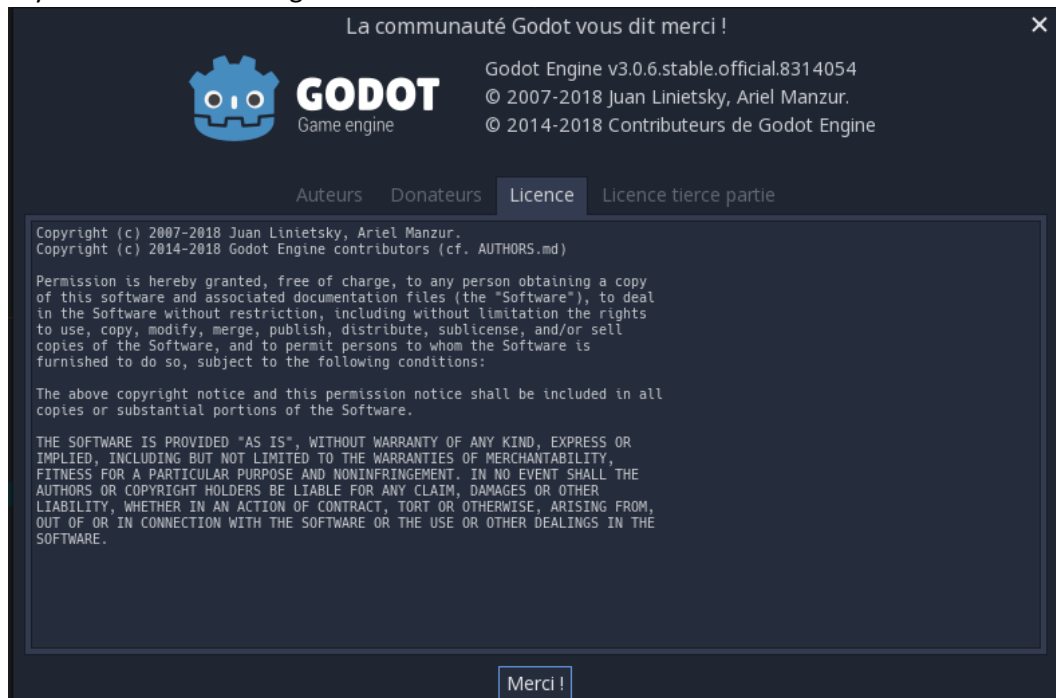 La communauté Godot vous dit merci !
GODOT
Game engine
Godot Engine v3.0.6.stable.official.8314054
© 2007-2018 Juan Linietsky, Ariel Manzur.
© 2014-2018 Contributeurs de Godot Engine
Auteurs Donateurs Licence Licence tierce partie
Copyright (c) 2007-2018 Juan Linietsky, Ariel Manzur.
Copyright (c) 2014-2018 Godot Engine contributors (cf. AUTHORS.md)
Permission is hereby granted, free of charge, to any person obtaining a copy
of this software and associated documentation files (the "Software"), to deal
in the Software without restriction, including without limitation the rights
to use, copy, modify, merge, publish, distribute, sublicense, and/or sell
copies of the Software, and to permit persons to whom the Software is
furnished to do so, subject to the following conditions:
The above copyright notice and this permission notice shall be included in all
copies or substantial portions of the Software.
THE SOFTWARE IS PROVIDED "AS IS", WITHOUT WARRANTY OF ANY KIND, EXPRESS OR
IMPLIED, INCLUDING BUT NOT LIMITED TO THE WARRANTIES OF MERCHANTABILITY,
FITNESS FOR A PARTICULAR PURPOSE AND NONINFRINGEMENT. IN NO EVENT SHALL THE
AUTHORS OR COPYRIGHT HOLDERS BE LIABLE FOR ANY CLAIM, DAMAGES OR OTHER
LIABILITY, WHETHER IN AN ACTION OF CONTRACT, TORT OR OTHERWISE, ARISING FROM,
OUT OF OR IN CONNECTION WITH THE SOFTWARE OR THE USE OR OTHER DEALINGS IN THE
SOFTWARE.
Merci !